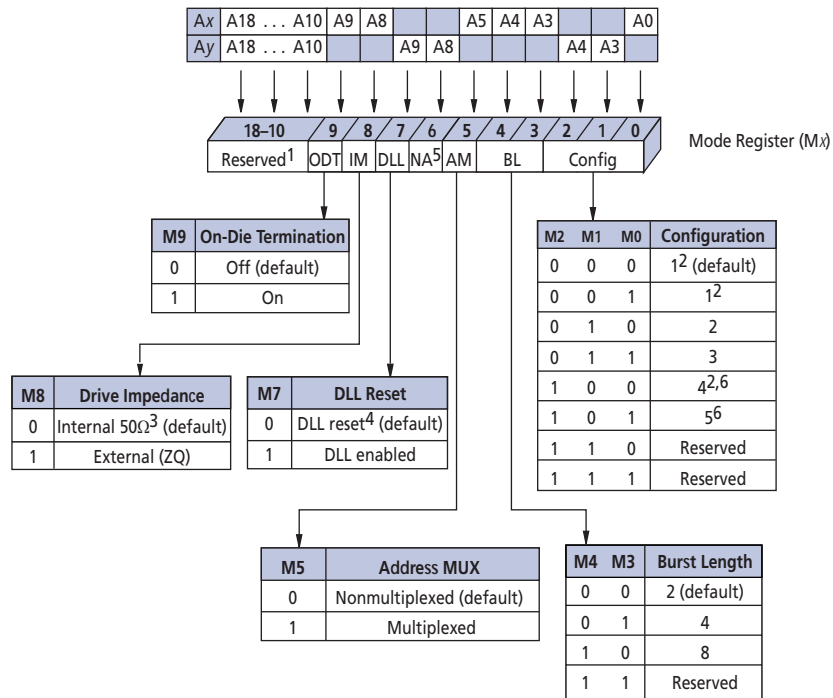 Ax A18 . . . A10 A9 A8 A5 A4 A3 A0
Ay A18 . . . A10 A9 A8 A4 A3
18–10 9 8 7 6 5 4 3 2 1 0
Reserved1 ODT IM DLL NA5 AM BL Config
Mode Register (Mx)
M9 On-Die Termination
0 Off (default)
1 On
M2 M1 M0 Configuration
0 0 0 12 (default)
0 0 1 12
0 1 0 2
0 1 1 3
1 0 0 42,6
1 0 1 56
1 1 0 Reserved
1 1 1 Reserved
M8 Drive Impedance
0 Internal 50Ω3 (default)
1 External (ZQ)
M7 DLL Reset
0 DLL reset4 (default)
1 DLL enabled
M5 Address MUX
0 Nonmultiplexed (default)
1 Multiplexed
M4 M3 Burst Length
0 0 2 (default)
0 1 4
1 0 8
1 1 Reserved